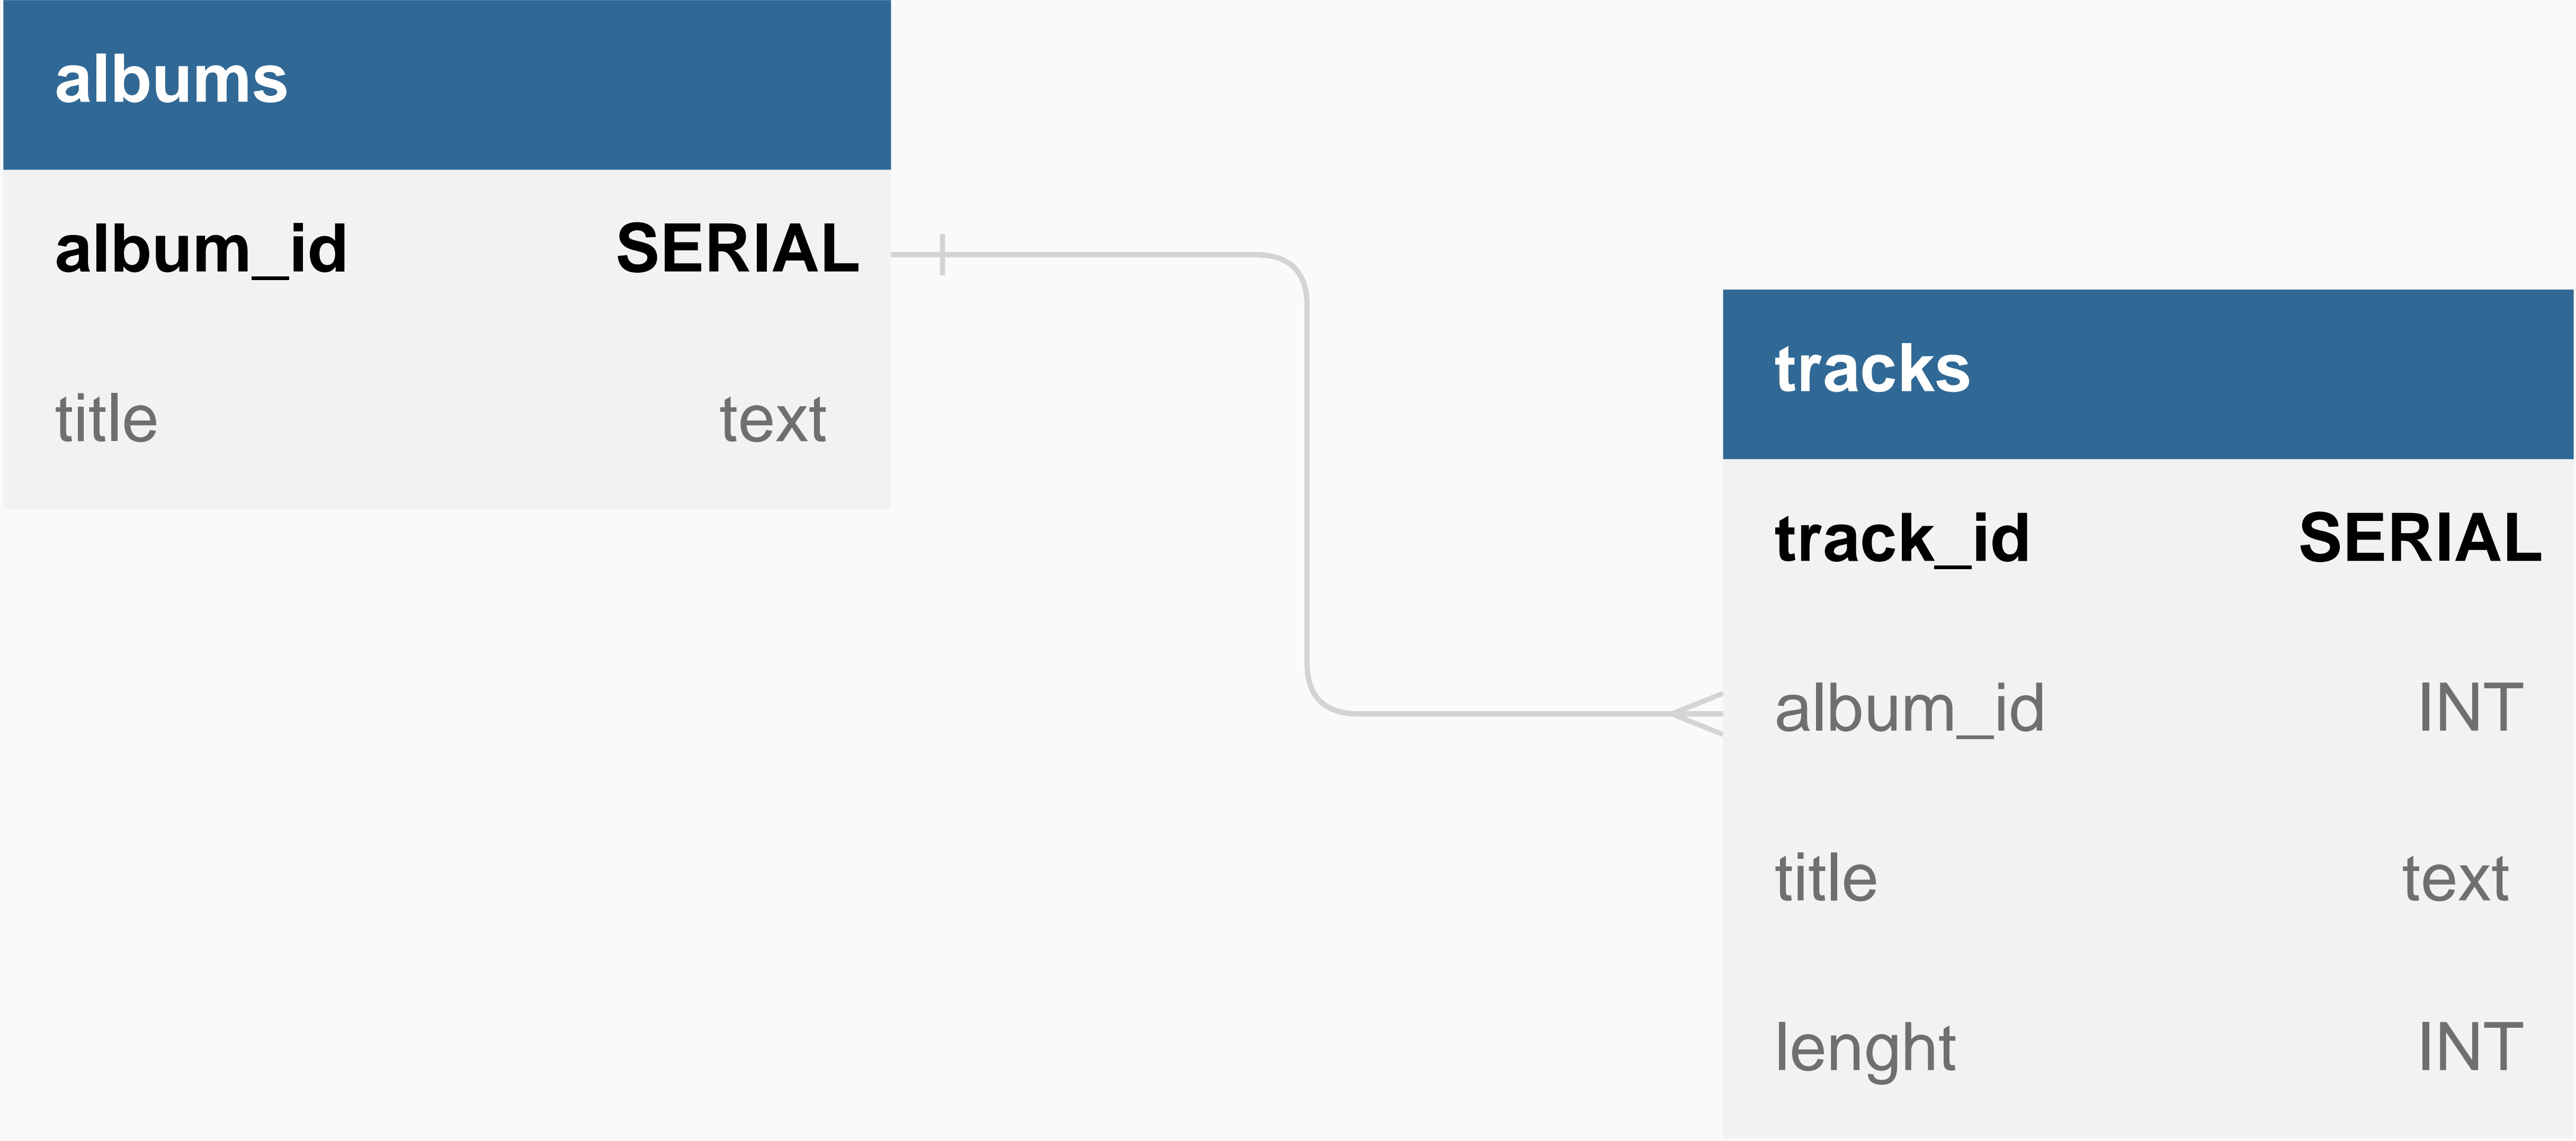 albums
album_id SERIAL
title text
tracks
track_id SERIAL
album_id INT
title text
lenght INT